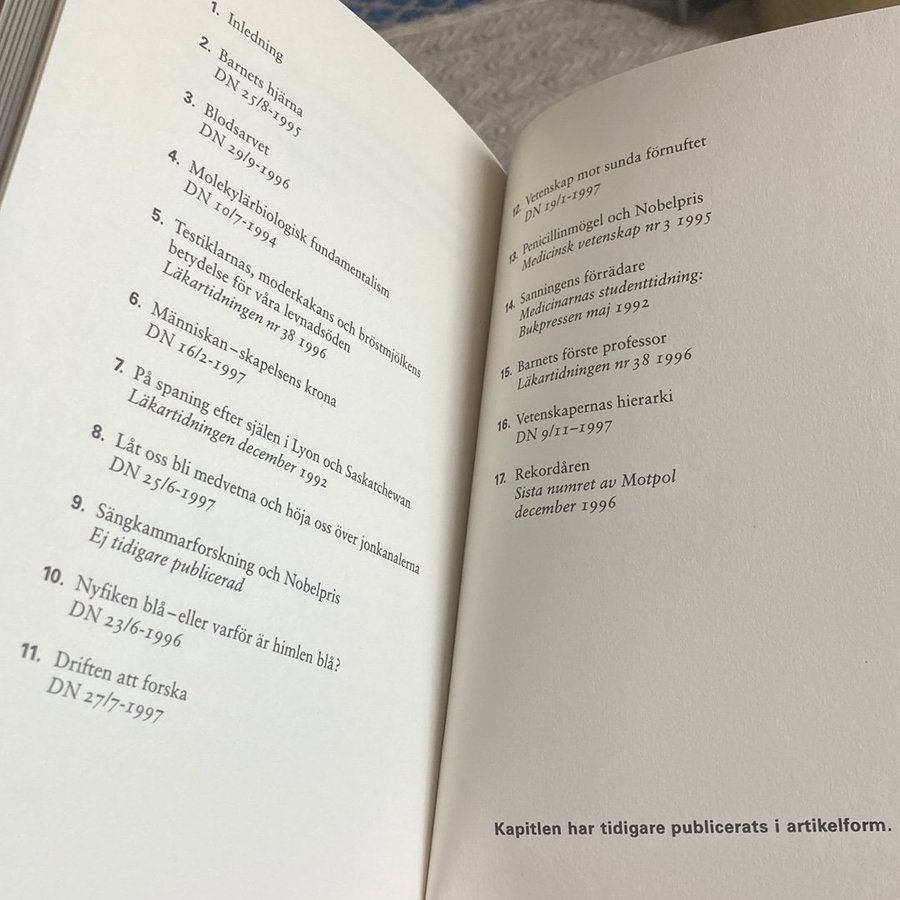 1. Inledning
2. Barnets hjärna
DN 25/8-1995
3. Blodsarvet
DN 29/9-1996
4. Molekylärbiologisk fundamentalism
DN 10/7-1994
5. Testiklarnas, moderkakans och bröstmjölkens
betydelse för våra levnadsöden
Läkartidningen nr 38 1996
6. Människan–skapelsens krona
DN 16/2-1997
7. På spaning efter själen i Lyon och Saskatchewan
Läkartidningen december 1992
8. Låt oss bli medvetna och höja oss över jonkanalerna
DN 25/6-1997
9. Sängkammarforskning och Nobelpris
Ej tidigare publicerad
10. Nyfiken blå–eller varför är himlen blå?
DN 23/6-1996
11. Driften att forska
DN 27/7-1997
12. Vetenskap mot sunda förnuftet
DN 19/1-1997
13. Penicillinmögel och Nobelpris
Medicinsk vetenskap nr 3 1995
14. Sanningens förrädare
Medicinarnas studenttidning:
Bukpressen maj 1992
15. Barnets förste professor
Läkartidningen nr 38 1996
16. Vetenskapernas hierarki
DN 9/11–1997
17. Rekordåren
Sista numret av Motpol
december 1996
Kapitlen har tidigare publicerats i artikelform.